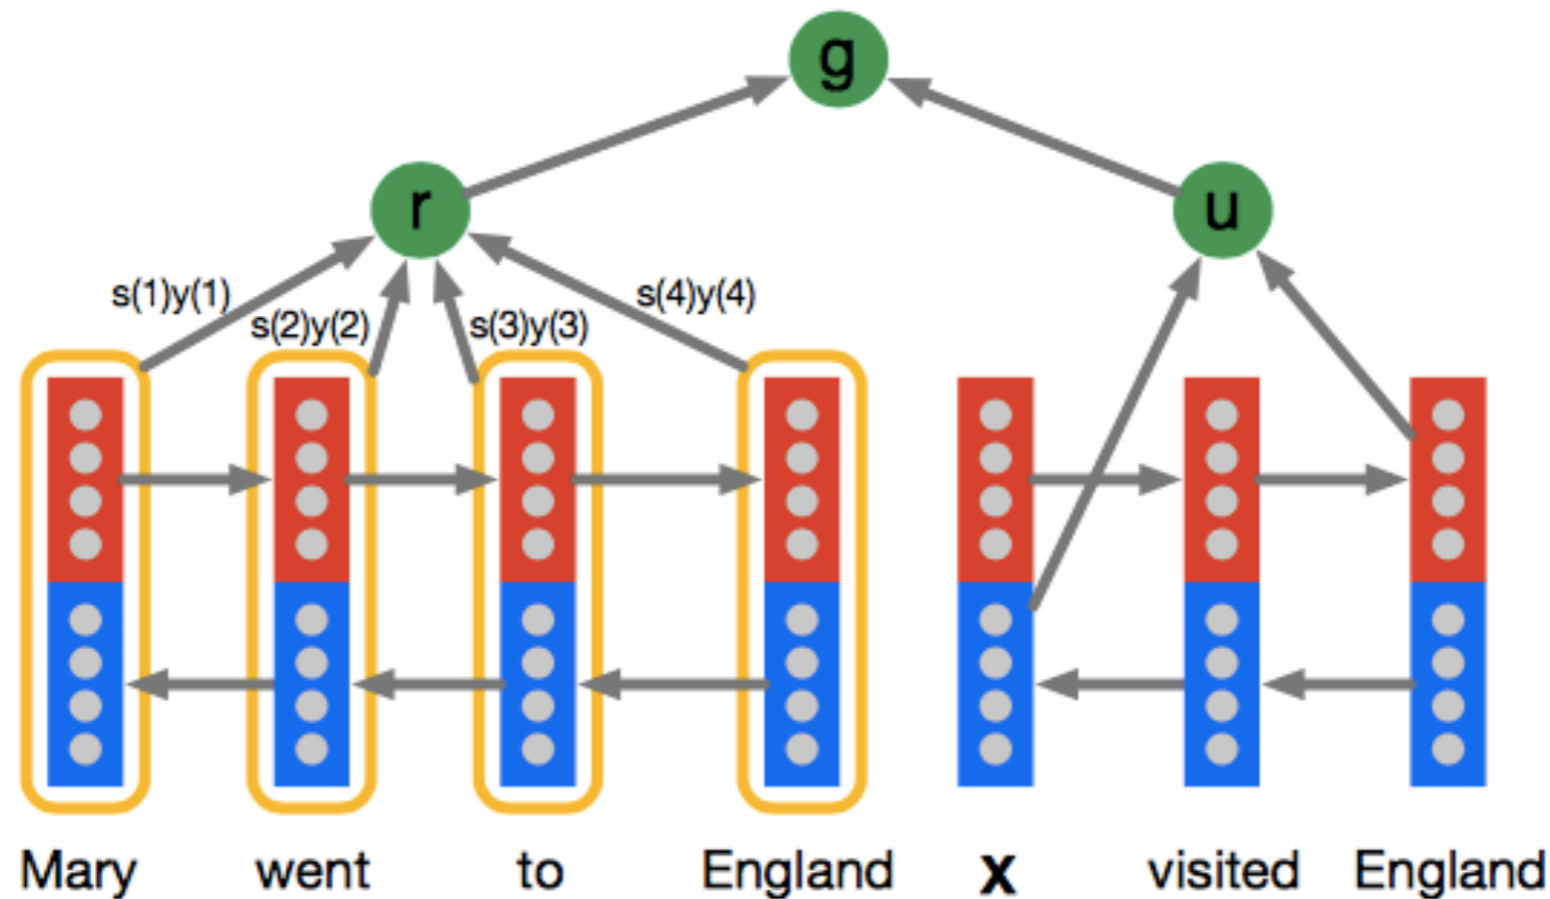 g
r
u
s(1)y(1)
s(2)y(2)
s(3)y(3)
s(4)y(4)
Mary went to England x visited England